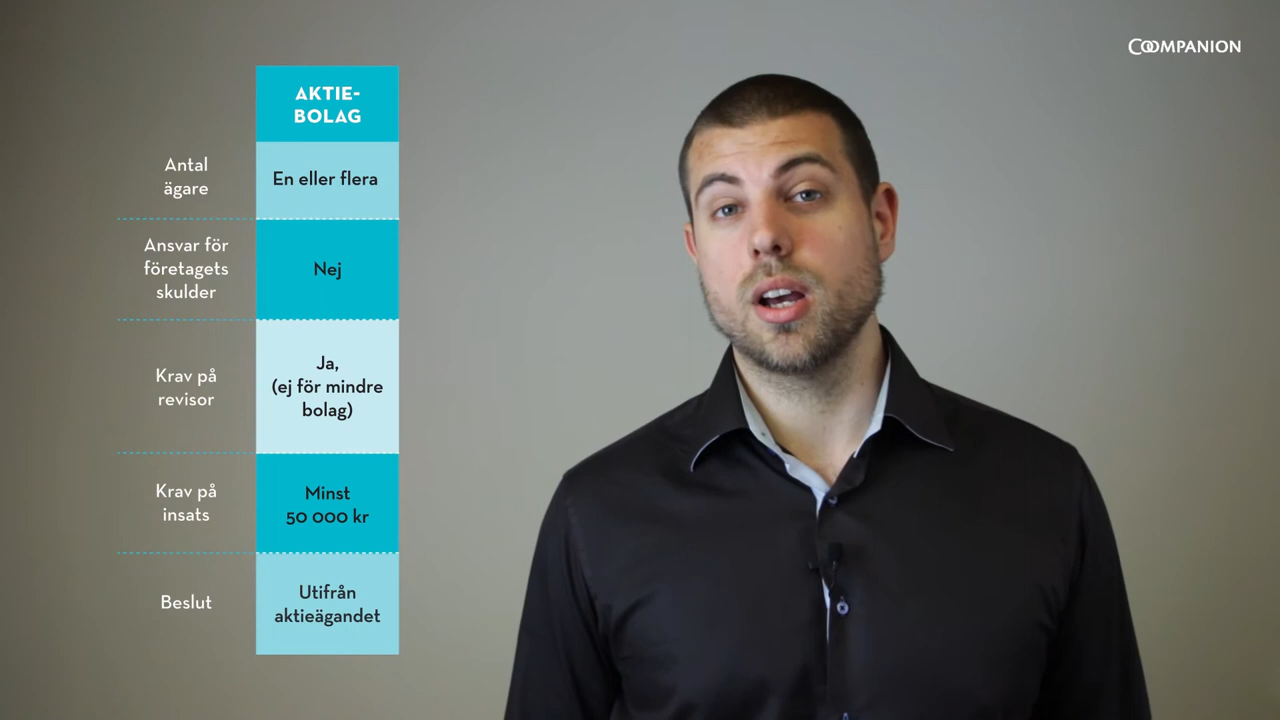 COOMPANION
AKTIE-
BOLAG
Antal
ägare
En eller flera
Ansvar för
företagets
skulder
Nej
Krav på
revisor
Ja,
(ej för mindre
bolag)
Krav på
insats
Minst
50 000 kr
Beslut
Utifrån
aktieägandet